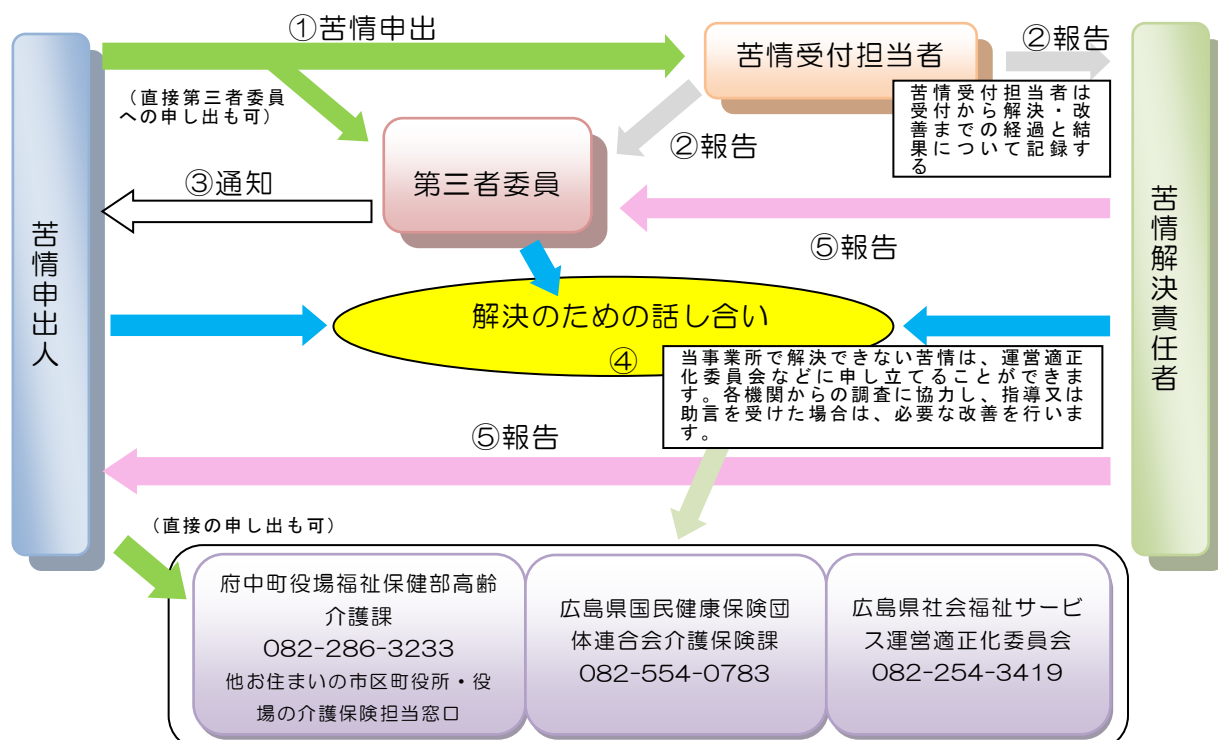 ①苦情申出
苦情受付担当者
②報告
苦情受付担当者は
受付から解決・改
善までの経過と結
果について記録す
る
（直接第三者委員
への申し出も可）
②報告
第三者委員
③通知
⑤報告
苦情申出人
苦情解決責任者
解決のための話し合い
④
当事業所で解決できない苦情は、運営適正
化委員会などに申し立てることができま
す。各機関からの調査に協力し、指導又は
助言を受けた場合は、必要な改善を行いま
す。
⑤報告
（直接の申し出も可）
府中町役場福祉保健部高齢
介護課
082-286-3233
他お住まいの市区町役所・役
場の介護保険担当窓口
広島県国民健康保険団
体連合会介護保険課
082-554-0783
広島県社会福祉サービ
ス運営適正化委員会
082-254-3419